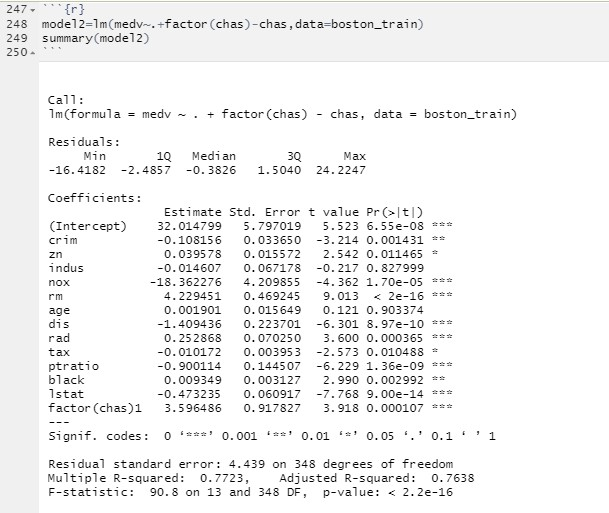 247 ```{r}
248 model2=lm(medv~.+factor(chas)-chas,data=boston_train)
249 summary(model2)
250 ```
Call:
lm(formula = medv ~ . + factor(chas) - chas, data = boston_train)
Residuals:
Min 1Q Median 3Q Max
-16.4182 -2.4857 -0.3826 1.5040 24.2247
Coefficients:
Estimate Std. Error t value Pr(>|t|)
(Intercept) 32.014799 5.797019 5.523 6.55e-08 ***
crim -0.108156 0.033650 -3.214 0.001431 **
zn 0.039578 0.015572 2.542 0.011465 *
indus -0.014607 0.067178 -0.217 0.827999
nox -18.362276 4.209855 -4.362 1.70e-05 ***
rm 4.229451 0.469245 9.013 < 2e-16 ***
age 0.001901 0.015649 0.121 0.903374
dis -1.409436 0.223701 -6.301 8.97e-10 ***
rad 0.252868 0.070250 3.600 0.000365 ***
tax -0.010172 0.003953 -2.573 0.010488 *
ptratio -0.900114 0.144507 -6.229 1.36e-09 ***
black 0.009349 0.003127 2.990 0.002992 **
lstat -0.473235 0.060917 -7.768 9.00e-14 ***
factor(chas)1 3.596486 0.917827 3.918 0.000107 ***
---
Signif. codes: 0 ‘***’ 0.001 ‘**’ 0.01 ‘*’ 0.05 ‘.’ 0.1 ‘ ’ 1
Residual standard error: 4.439 on 348 degrees of freedom
Multiple R-squared: 0.7723, Adjusted R-squared: 0.7638
F-statistic: 90.8 on 13 and 348 DF, p-value: < 2.2e-16